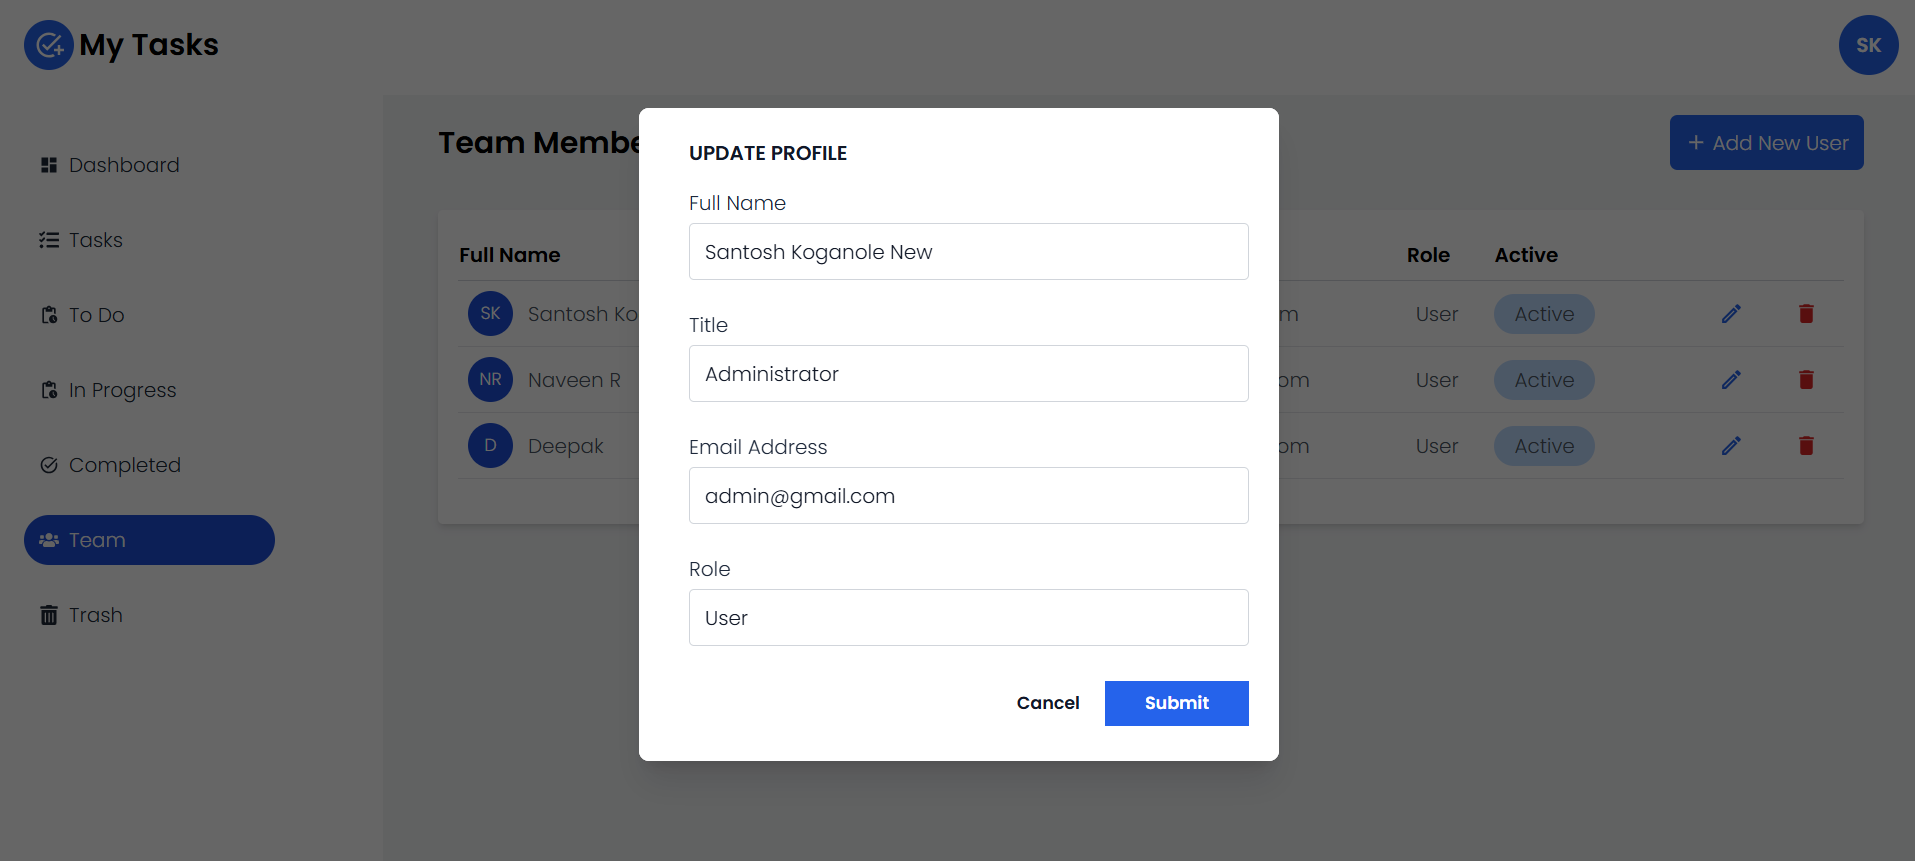 My Tasks
SK
Dashboard
Tasks
To Do
In Progress
Completed
Team
Trash
Team Membe
+ Add New User
Full Name
Role
Active
SK Santosh Ko
m
User
Active
NR Naveen R
om
User
Active
D Deepak
om
User
Active
UPDATE PROFILE
Full Name
Santosh Koganole New
Title
Administrator
Email Address
admin@gmail.com
Role
User
Cancel
Submit